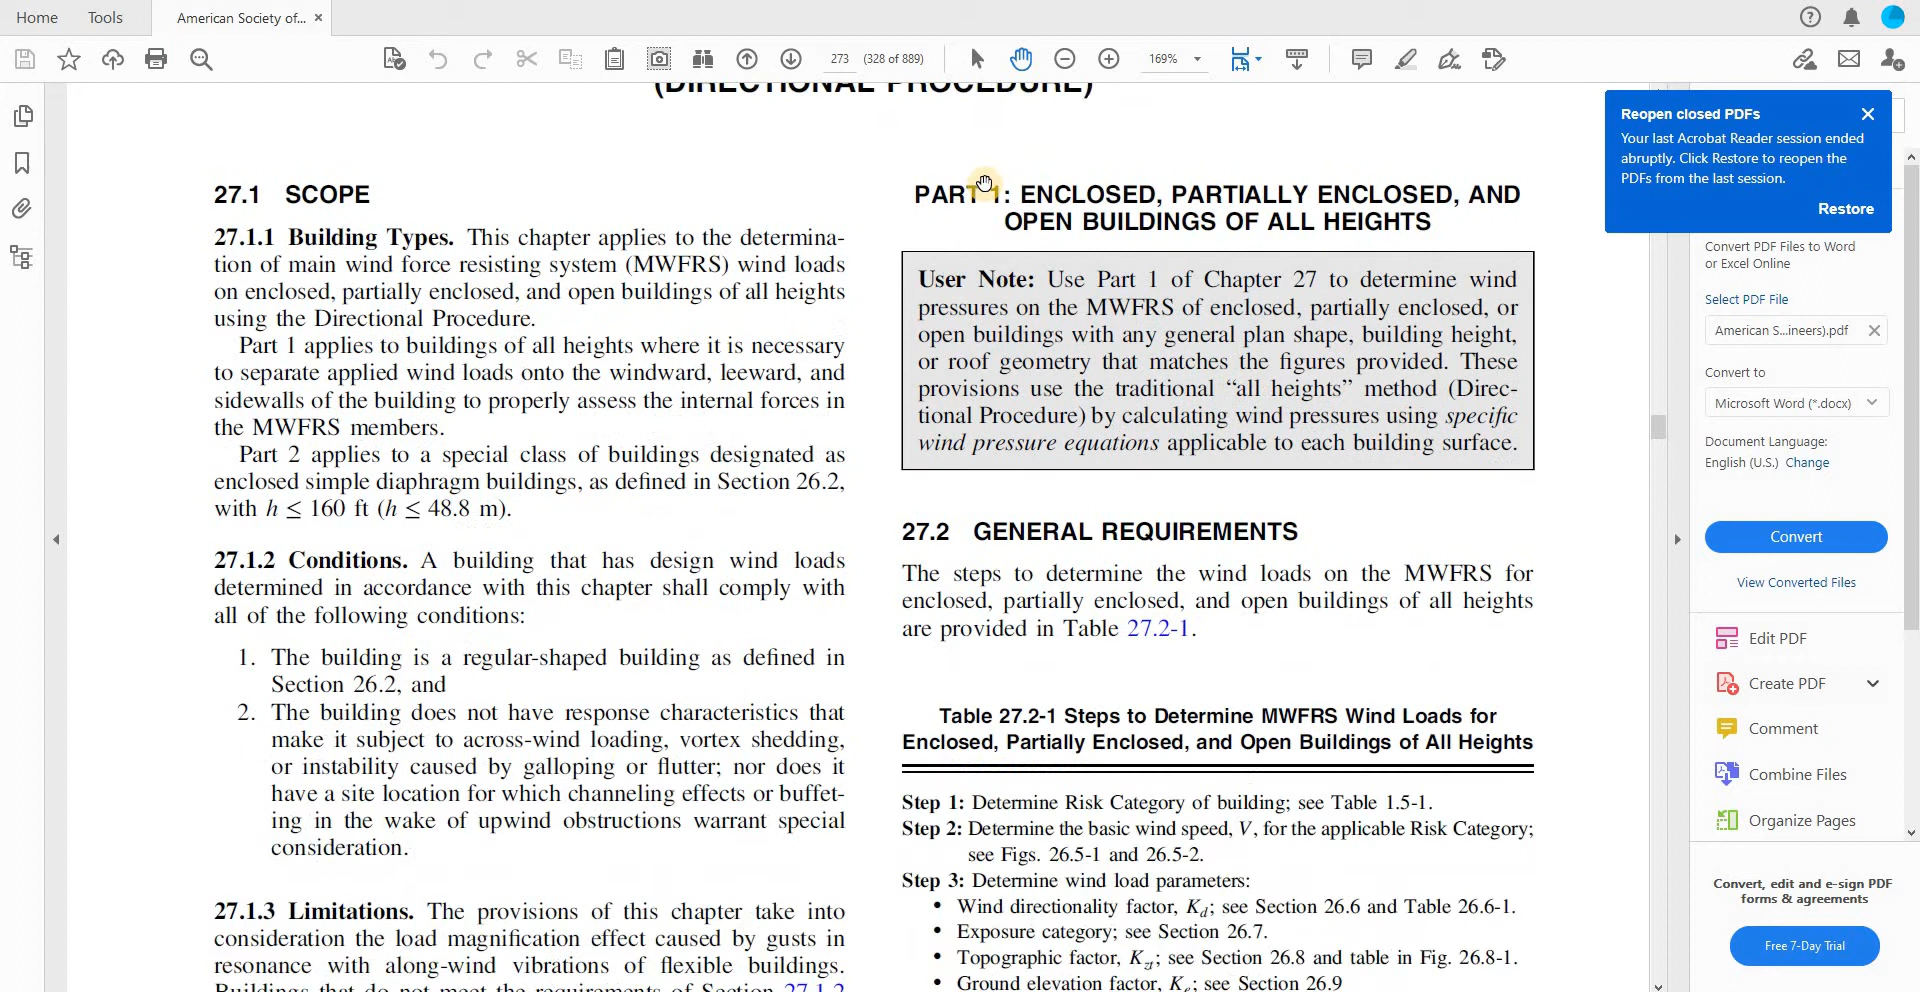 Home
Tools
American Society of...
273
(328 of 889)
169%
27.1 SCOPE
27.1.1 Building Types. This chapter applies to the determina-
tion of main wind force resisting system (MWFRS) wind loads
on enclosed, partially enclosed, and open buildings of all heights
using the Directional Procedure.
Part 1 applies to buildings of all heights where it is necessary
to separate applied wind loads onto the windward, leeward, and
sidewalls of the building to properly assess the internal forces in
the MWFRS members.
Part 2 applies to a special class of buildings designated as
enclosed simple diaphragm buildings, as defined in Section 26.2,
with h ≤ 160 ft (h ≤ 48.8 m).
27.1.2 Conditions. A building that has design wind loads
determined in accordance with this chapter shall comply with
all of the following conditions:
1. The building is a regular-shaped building as defined in
Section 26.2, and
2. The building does not have response characteristics that
make it subject to across-wind loading, vortex shedding,
or instability caused by galloping or flutter; nor does it
have a site location for which channeling effects or buffet-
ing in the wake of upwind obstructions warrant special
consideration.
27.1.3 Limitations. The provisions of this chapter take into
consideration the load magnification effect caused by gusts in
resonance with along-wind vibrations of flexible buildings.
Buildings that do not meet the requirements of Section 27.1.2
(DIRECTIONAL PROCEDURE)
PART 1: ENCLOSED, PARTIALLY ENCLOSED, AND
OPEN BUILDINGS OF ALL HEIGHTS
User Note: Use Part 1 of Chapter 27 to determine wind
pressures on the MWFRS of enclosed, partially enclosed, or
open buildings with any general plan shape, building height,
or roof geometry that matches the figures provided. These
provisions use the traditional “all heights” method (Direc-
tional Procedure) by calculating wind pressures using specific
wind pressure equations applicable to each building surface.
27.2 GENERAL REQUIREMENTS
The steps to determine the wind loads on the MWFRS for
enclosed, partially enclosed, and open buildings of all heights
are provided in Table 27.2-1.
Table 27.2-1 Steps to Determine MWFRS Wind Loads for
Enclosed, Partially Enclosed, and Open Buildings of All Heights
Step 1: Determine Risk Category of building; see Table 1.5-1.
Step 2: Determine the basic wind speed, V, for the applicable Risk Category;
see Figs. 26.5-1 and 26.5-2.
Step 3: Determine wind load parameters:
• Wind directionality factor, Kd; see Section 26.6 and Table 26.6-1.
• Exposure category; see Section 26.7.
• Topographic factor, Kzt; see Section 26.8 and table in Fig. 26.8-1.
• Ground elevation factor, Ke; see Section 26.9
Reopen closed PDFs
Your last Acrobat Reader session ended
abruptly. Click Restore to reopen the
PDFs from the last session.
Restore
Convert PDF Files to Word
or Excel Online
Select PDF File
American S...ineers).pdf
Convert to
Microsoft Word (*.docx)
Document Language:
English (U.S.) Change
Convert
View Converted Files
Edit PDF
Create PDF
Comment
Combine Files
Organize Pages
Convert, edit and e-sign PDF
forms & agreements
Free 7-Day Trial